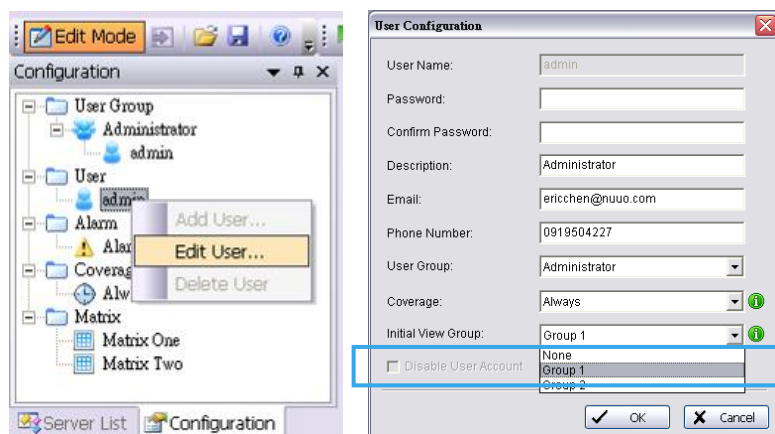 Edit Mode
Configuration
User Group
Administrator
admin
User
admin
Add User...
Edit User...
Delete User
Alarm
Coverag
Matrix
Matrix One
Matrix Two
Server List
Configuration
User Configuration
User Name: admin
Password:
Confirm Password:
Description: Administrator
Email: ericchen@nuuo.com
Phone Number: 0919504227
User Group: Administrator
Coverage: Always
Initial View Group: Group 1
None
Disable User Account
Group 1
Group 2
OK
Cancel